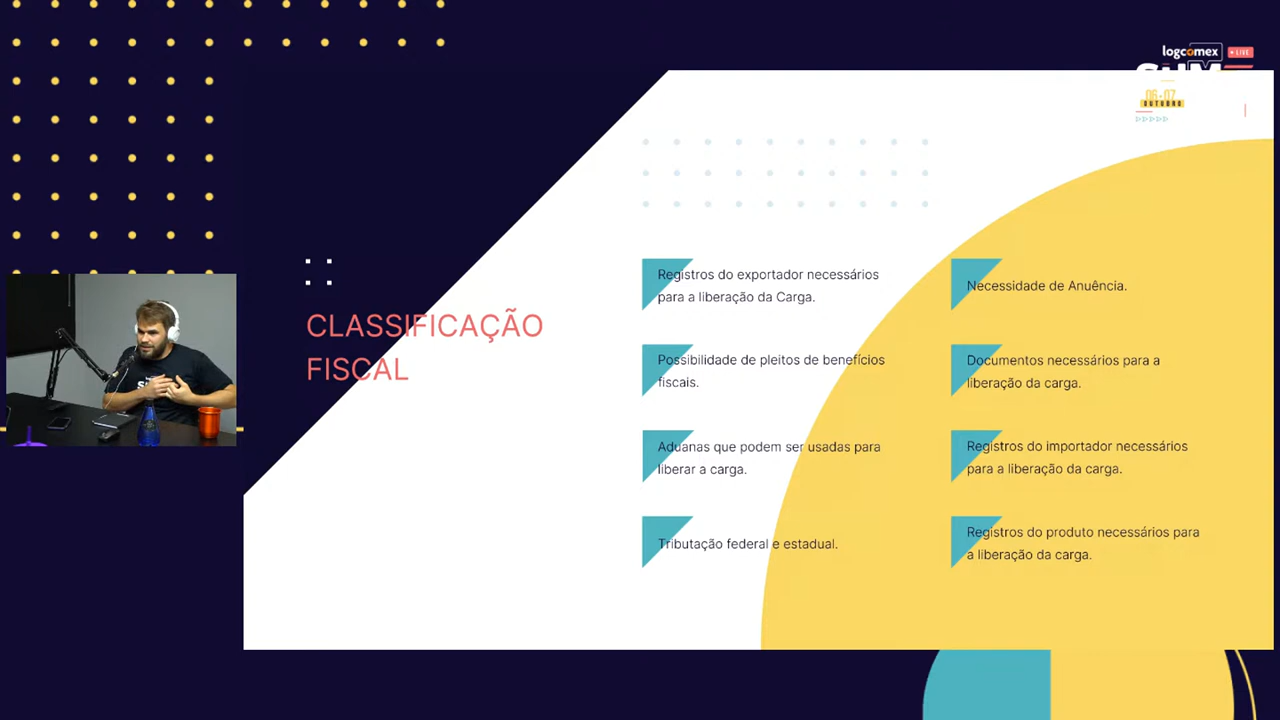 logcomex
LIVE
06-07
OUTUBRO
CLASSIFICAÇÃO
FISCAL
Registros do exportador necessários
para a liberação da Carga.
Possibilidade de pleitos de benefícios
fiscais.
Aduanas que podem ser usadas para
liberar a carga.
Tributação federal e estadual.
Necessidade de Anuência.
Documentos necessários para a
liberação da carga.
Registros do importador necessários
para a liberação da carga.
Registros do produto necessários para
a liberação da carga.